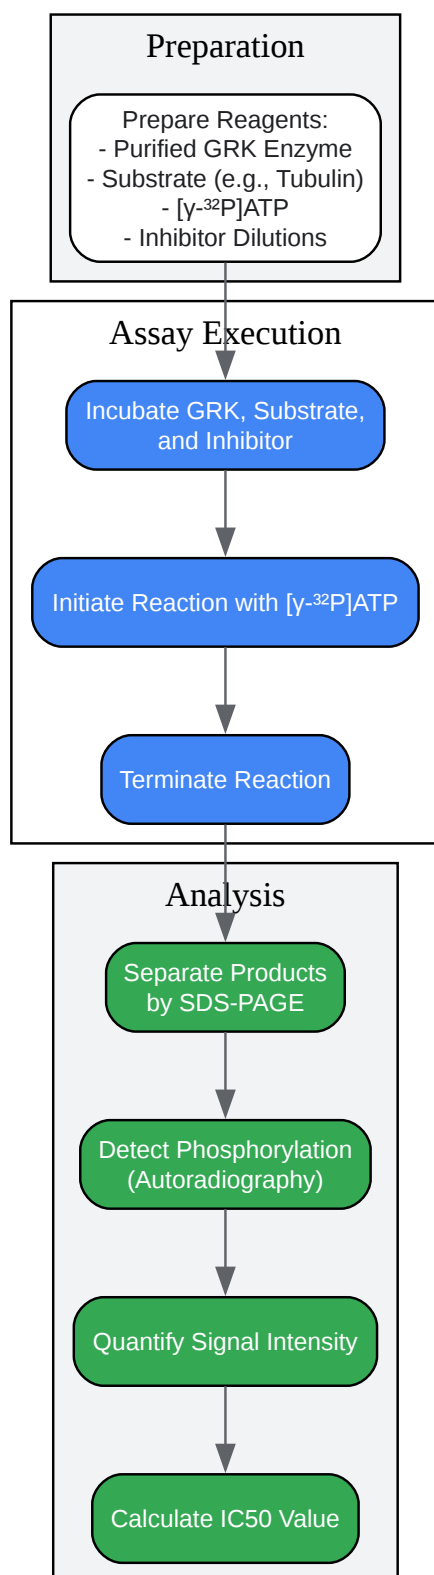 Preparation
Prepare Reagents:
- Purified GRK Enzyme
- Substrate (e.g., Tubulin)
- [γ-³²P]ATP
- Inhibitor Dilutions
Assay Execution
Incubate GRK, Substrate,
and Inhibitor
Initiate Reaction with [γ-³²P]ATP
Terminate Reaction
Analysis
Separate Products
by SDS-PAGE
Detect Phosphorylation
(Autoradiography)
Quantify Signal Intensity
Calculate IC50 Value